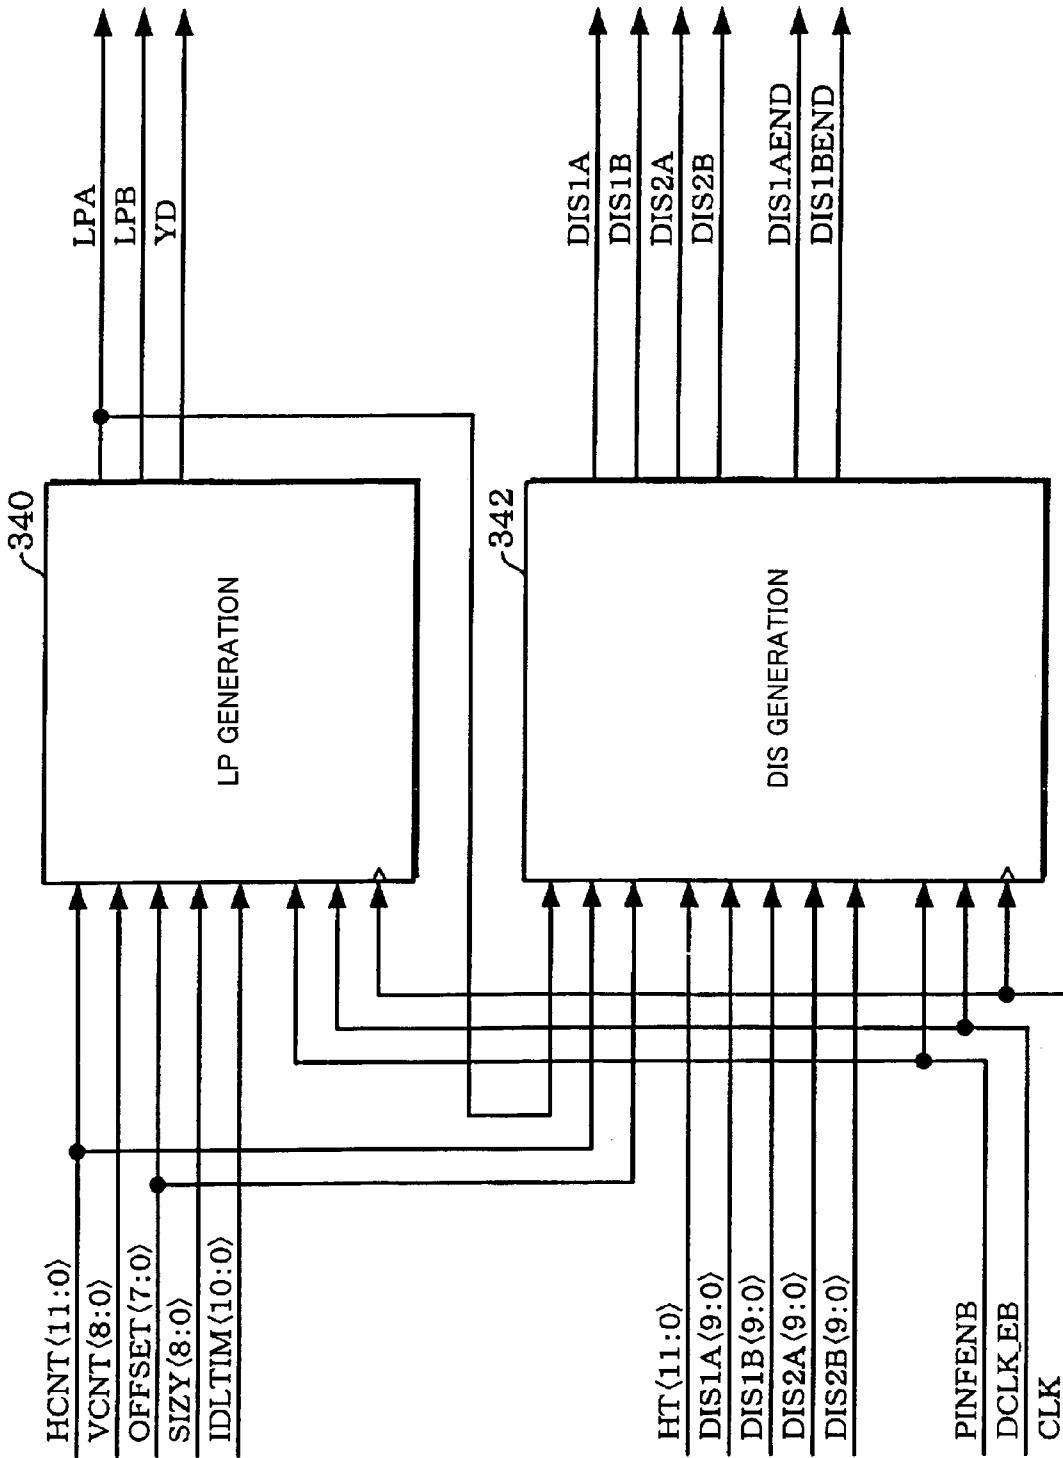 HCNT⟨11:0⟩
VCNT⟨8:0⟩
OFFSET⟨7:0⟩
SIZY⟨8:0⟩
IDLTIM⟨10:0⟩
340
LP GENERATION
LPA
LPB
YD
HT⟨11:0⟩
DIS1A⟨9:0⟩
DIS1B⟨9:0⟩
DIS2A⟨9:0⟩
DIS2B⟨9:0⟩
PINFENB
DCLK_EB
CLK
342
DIS GENERATION
DIS1A
DIS1B
DIS2A
DIS2B
DIS1AEND
DIS1BEND